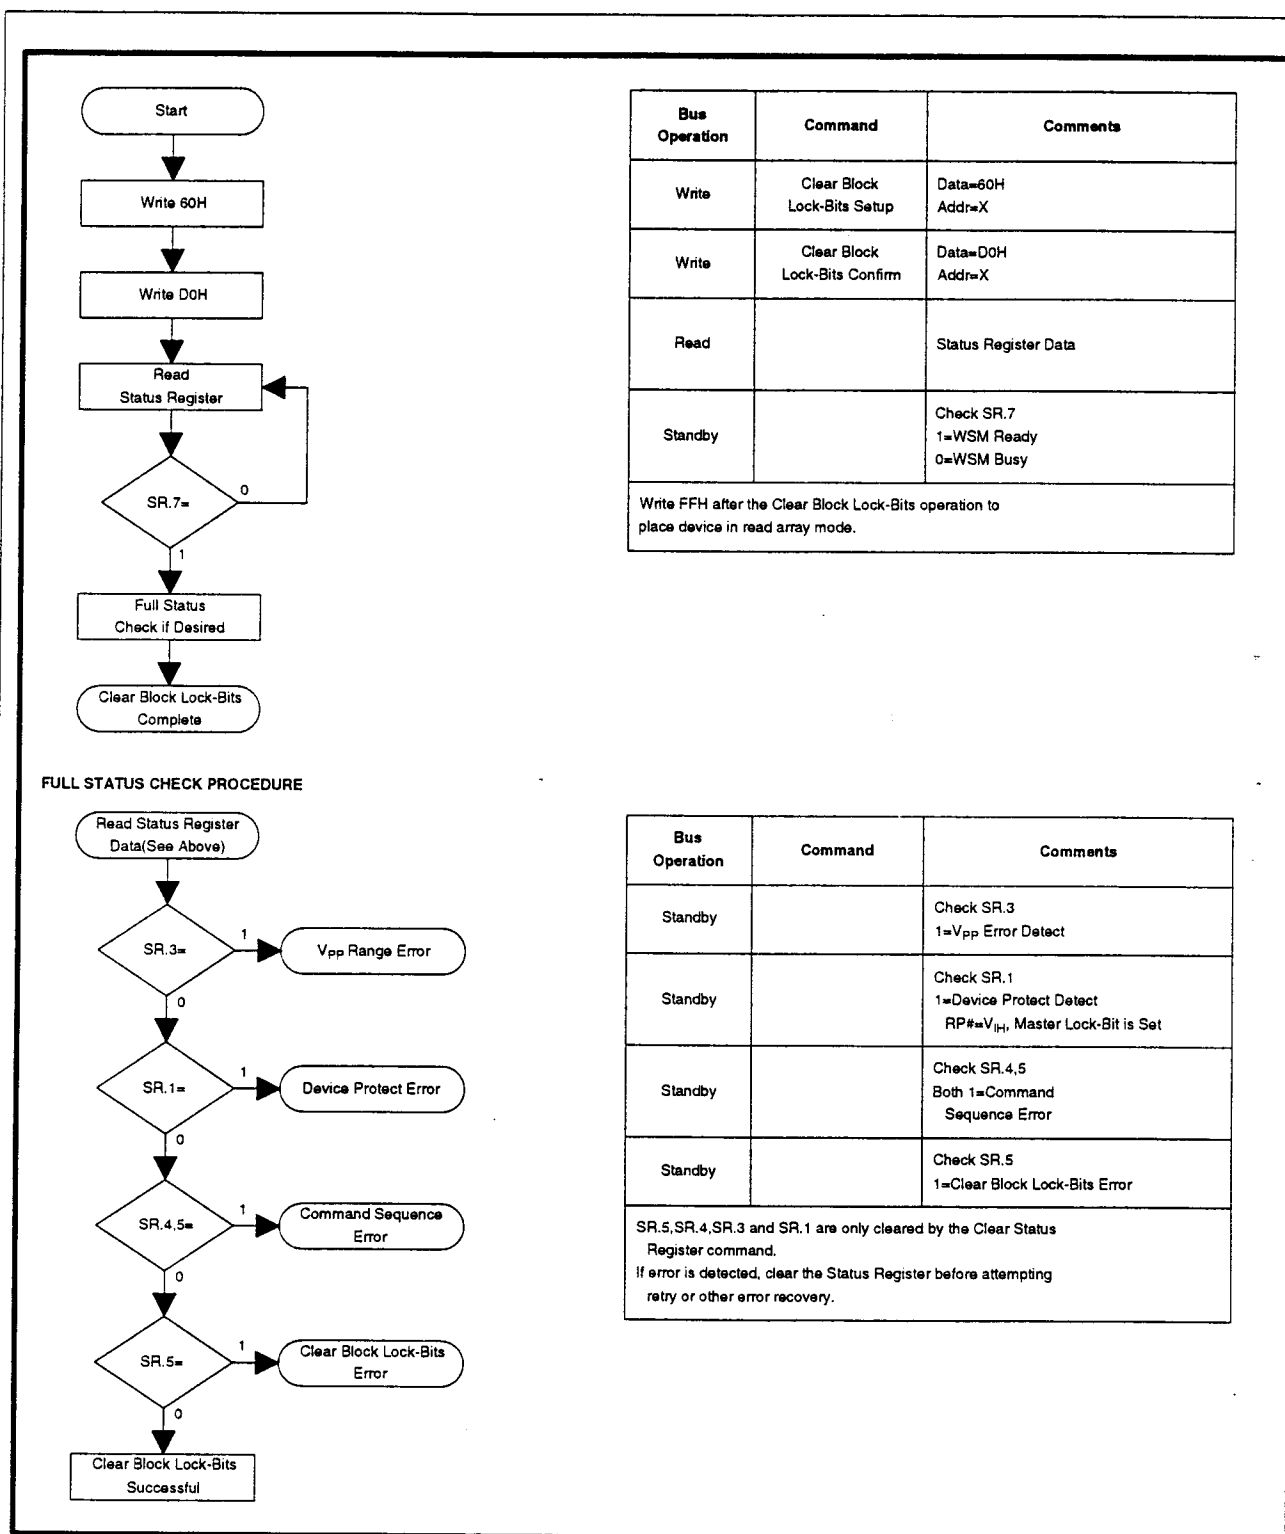 Start
Write 60H
Write D0H
Read
Status Register
SR.7=
0
1
Full Status
Check if Desired
Clear Block Lock-Bits
Complete
Bus
Operation
Command
Comments
Write
Clear Block
Lock-Bits Setup
Data=60H
Addr=X
Write
Clear Block
Lock-Bits Confirm
Data=D0H
Addr=X
Read
Status Register Data
Standby
Check SR.7
1=WSM Ready
0=WSM Busy
Write FFH after the Clear Block Lock-Bits operation to
place device in read array mode.
FULL STATUS CHECK PROCEDURE
Read Status Register
Data(See Above)
SR.3=
1
VPP Range Error
0
SR.1=
1
Device Protect Error
0
SR.4,5=
1
Command Sequence
Error
0
SR.5=
1
Clear Block Lock-Bits
Error
0
Clear Block Lock-Bits
Successful
Bus
Operation
Command
Comments
Standby
Check SR.3
1=VPP Error Detect
Standby
Check SR.1
1=Device Protect Detect
RP#=VIH, Master Lock-Bit is Set
Standby
Check SR.4,5
Both 1=Command
Sequence Error
Standby
Check SR.5
1=Clear Block Lock-Bits Error
SR.5,SR.4,SR.3 and SR.1 are only cleared by the Clear Status
Register command.
If error is detected, clear the Status Register before attempting
retry or other error recovery.